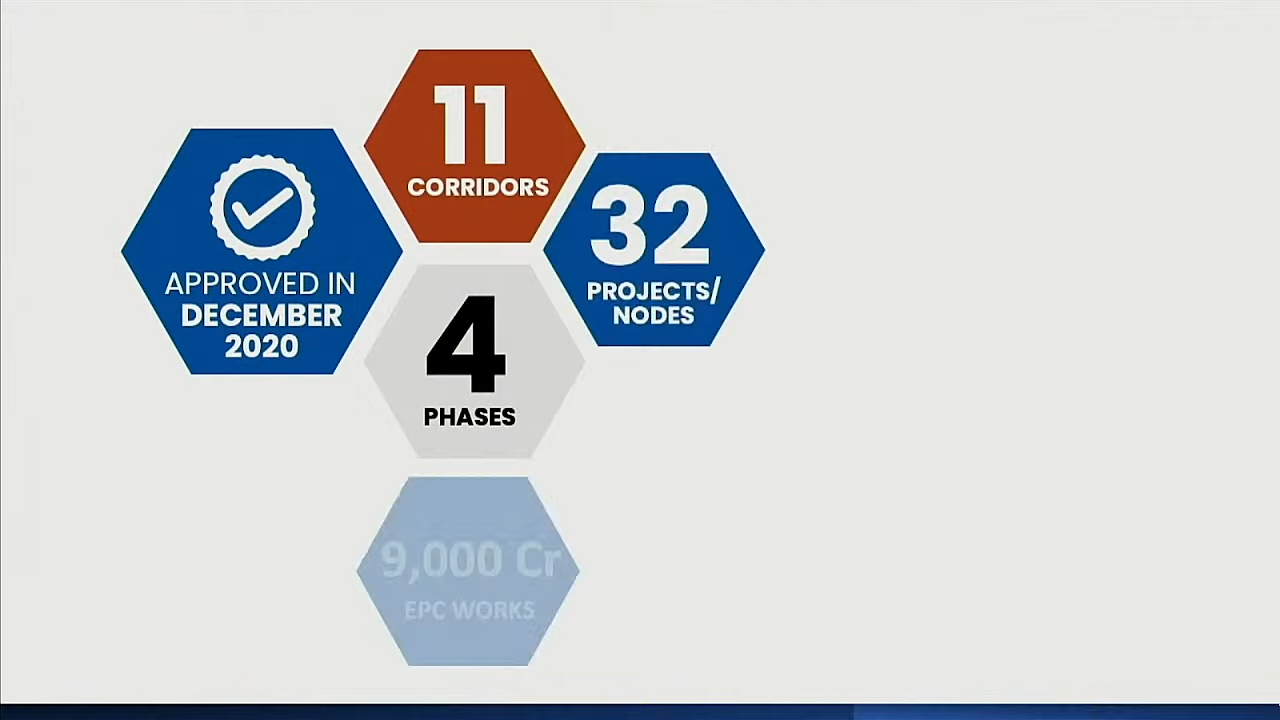 11
CORRIDORS
APPROVED IN
DECEMBER
2020
32
PROJECTS/
NODES
4
PHASES
9,000 Cr
EPC WORKS